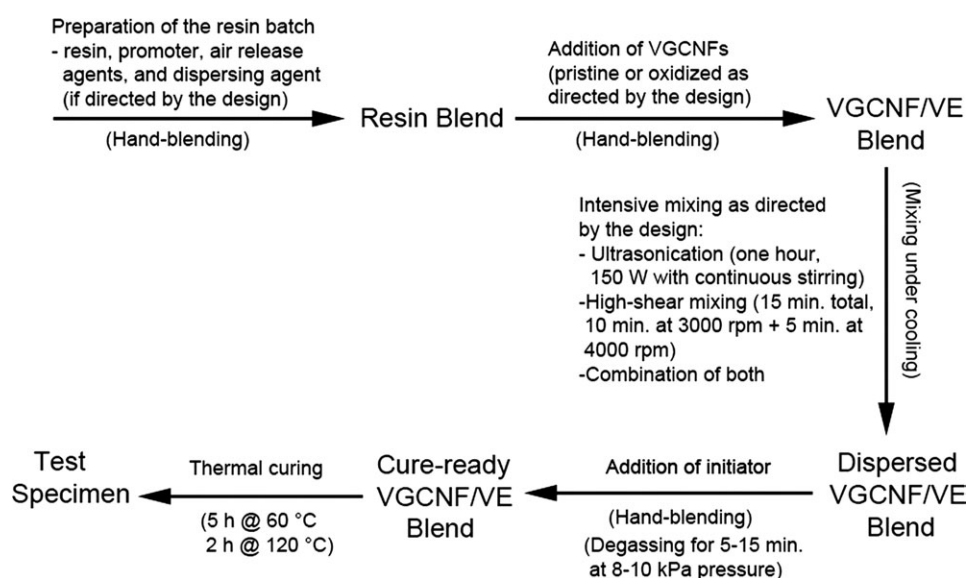 Preparation of the resin batch
- resin, promoter, air release
agents, and dispersing agent
(if directed by the design)
(Hand-blending)
Resin Blend
Addition of VGCNFs
(pristine or oxidized as
directed by the design)
(Hand-blending)
VGCNF/VE
Blend
(Mixing under cooling)
Intensive mixing as directed
by the design:
- Ultrasonication (one hour,
150 W with continuous stirring)
-High-shear mixing (15 min. total,
10 min. at 3000 rpm + 5 min. at
4000 rpm)
-Combination of both
Dispersed
VGCNF/VE
Blend
Addition of initiator
(Hand-blending)
(Degassing for 5-15 min.
at 8-10 kPa pressure)
Cure-ready
VGCNF/VE
Blend
Thermal curing
(5 h @ 60 °C
2 h @ 120 °C)
Test
Specimen